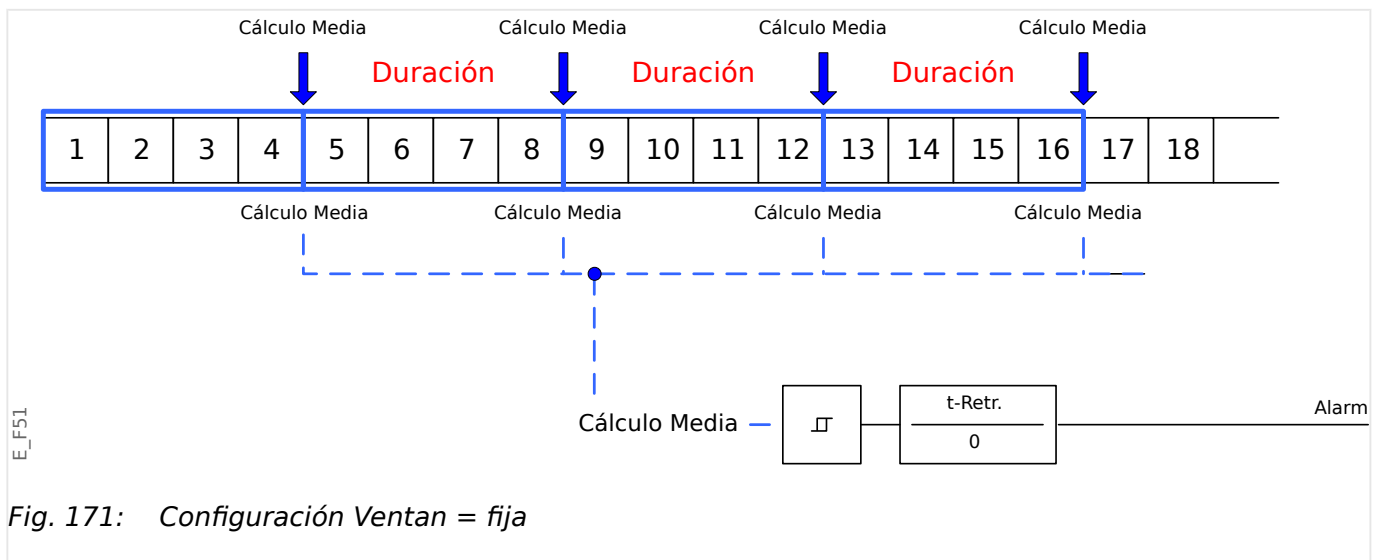 Cálculo Media Cálculo Media Cálculo Media Cálculo Media
Duración Duración Duración
1 2 3 4 5 6 7 8 9 10 11 12 13 14 15 16 17 18
Cálculo Media Cálculo Media Cálculo Media Cálculo Media
t-Retr.
Cálculo Media
0
Alarm
E_F51
Fig. 171: Configuración Ventan = fija